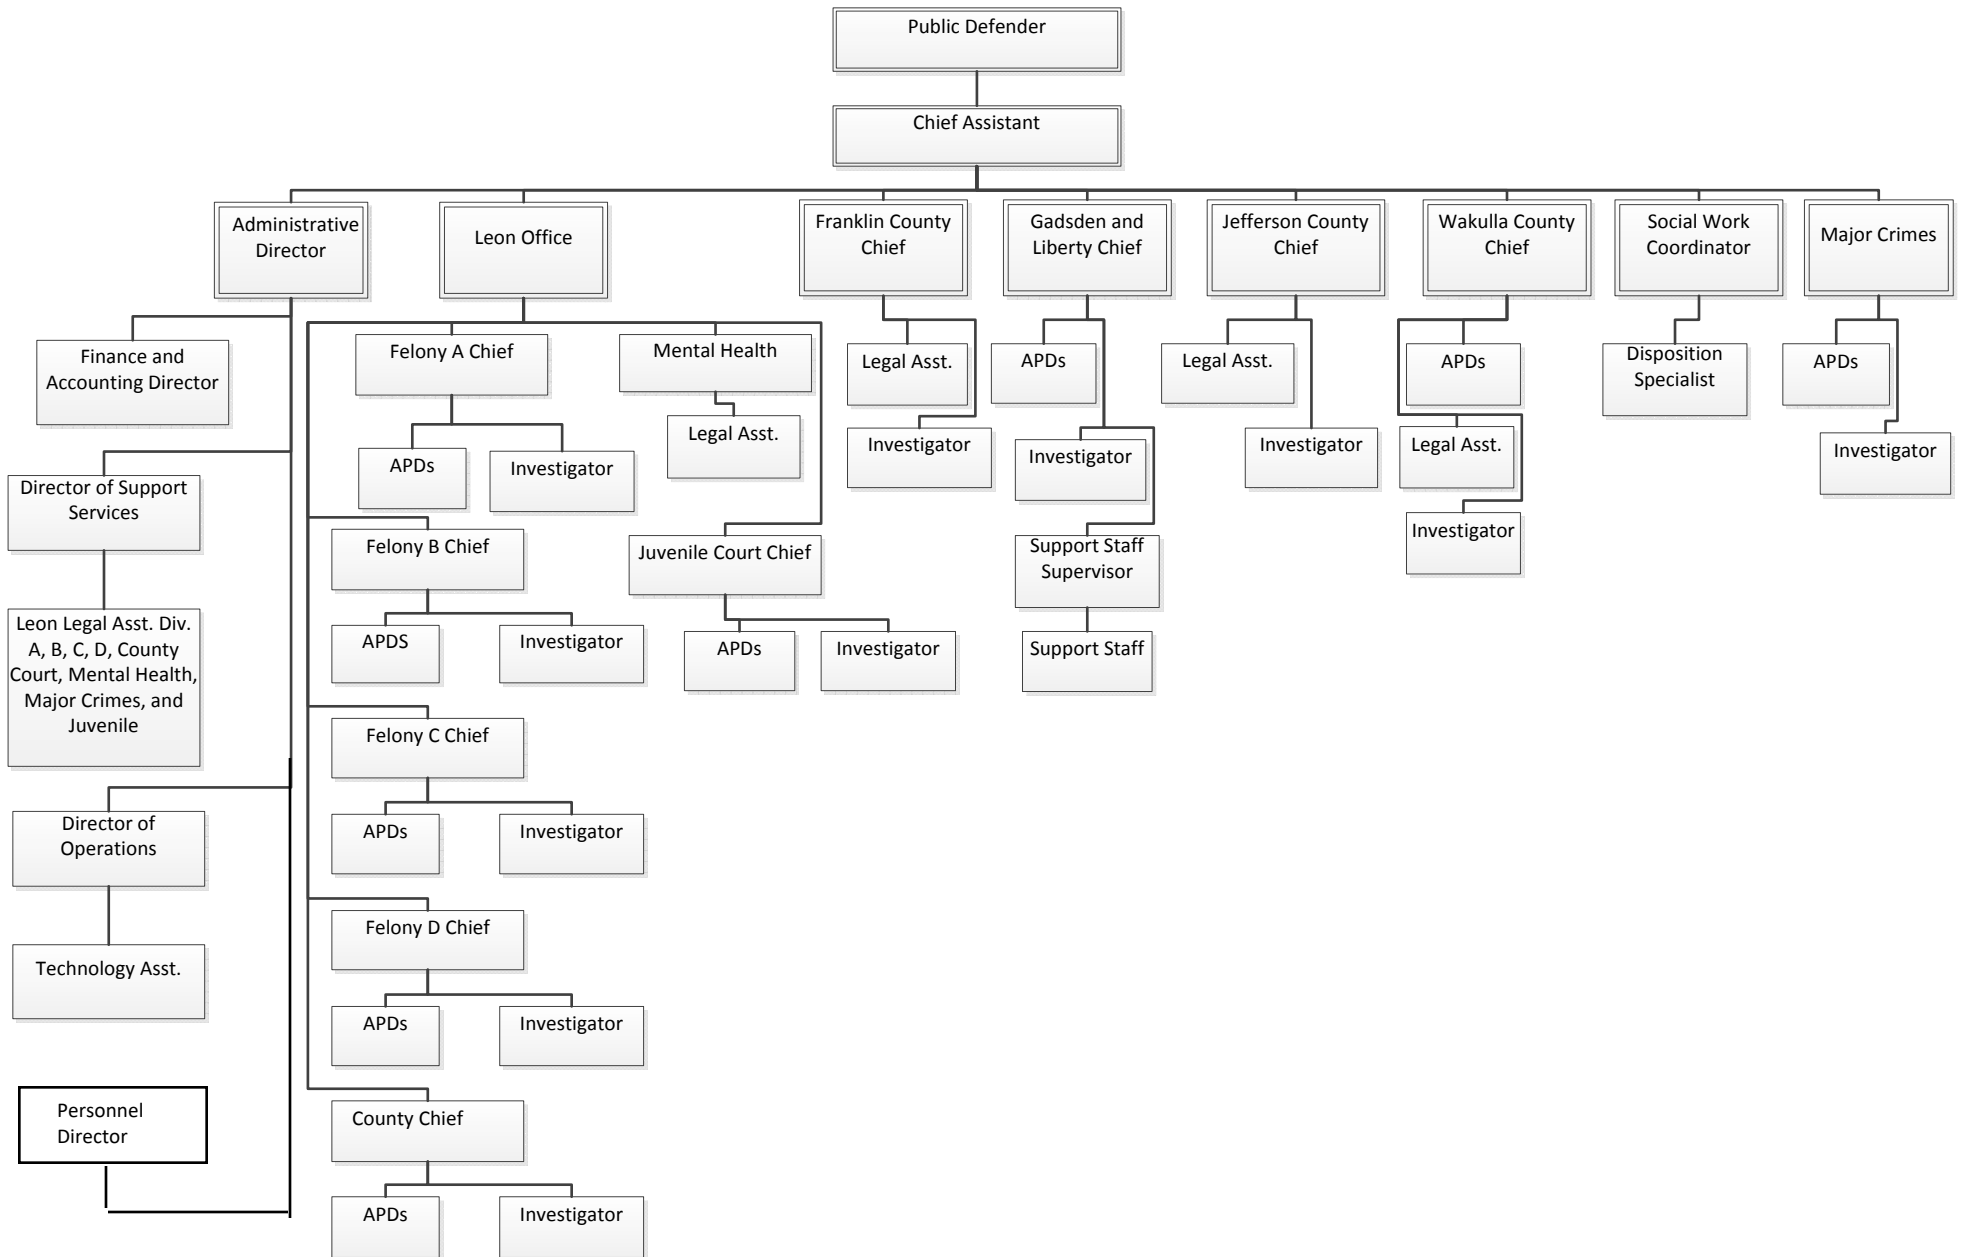 Public Defender
Chief Assistant
Administrative
Director
Leon Office
Franklin County
Chief
Gadsden and
Liberty Chief
Jefferson County
Chief
Wakulla County
Chief
Social Work
Coordinator
Major Crimes
Finance and
Accounting Director
Felony A Chief
Mental Health
Legal Asst.
APDs
Legal Asst.
APDs
Disposition
Specialist
APDs
APDs
Investigator
Legal Asst.
Investigator
Investigator
Investigator
Legal Asst.
Investigator
Director of Support
Services
Felony B Chief
Juvenile Court Chief
Support Staff
Supervisor
Investigator
Leon Legal Asst. Div.
A, B, C, D, County
Court, Mental Health,
Major Crimes, and
Juvenile
APDS
Investigator
APDs
Investigator
Support Staff
Felony C Chief
Director of
Operations
APDs
Investigator
Felony D Chief
Technology Asst.
APDs
Investigator
Personnel
Director
County Chief
APDs
Investigator